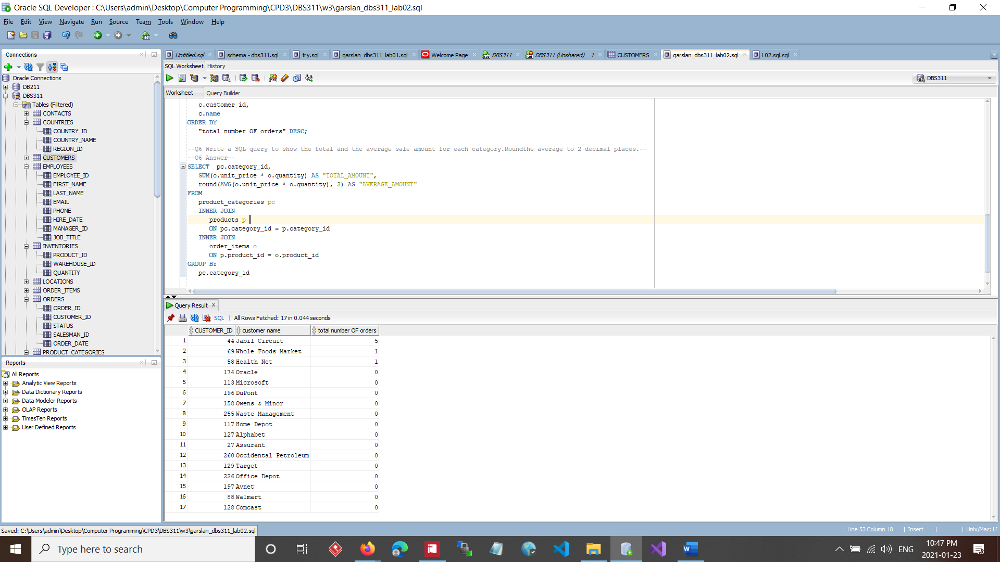 Oracle SQL Developer : C:\Users\admin\Desktop\Computer Programming\CPD3\DBS311\w3\garslan_dbs311_lab02.sql
File Edit View Navigate Run Source Team Tools Window Help
Connections
Oracle Connections
DB211
DBS311
Tables (Filtered)
CONTACTS
COUNTRIES
COUNTRY_ID
COUNTRY_NAME
REGION_ID
CUSTOMERS
EMPLOYEES
EMPLOYEE_ID
FIRST_NAME
LAST_NAME
EMAIL
PHONE
HIRE_DATE
MANAGER_ID
JOB_TITLE
INVENTORIES
PRODUCT_ID
WAREHOUSE_ID
QUANTITY
LOCATIONS
ORDER_ITEMS
ORDERS
ORDER_ID
CUSTOMER_ID
STATUS
SALESMAN_ID
ORDER_DATE
PRODUCT_CATEGORIES
Reports
All Reports
Analytic View Reports
Data Dictionary Reports
Data Modeler Reports
OLAP Reports
TimesTen Reports
User Defined Reports
Untitled.sql schema - dbs311.sql try.sql garslan_dbs311_lab01.sql Welcome Page DBS311 DBS311 (Unshared)__1 CUSTOMERS garslan_dbs311_lab02.sql L02.sql.sql
SQL Worksheet History
Aa
DBS311
Worksheet Query Builder
c.customer_id,
c.name
ORDER BY
"total number OF orders" DESC;
--Q6 Write a SQL query to show the total and the average sale amount for each category.Roundthe average to 2 decimal places.--
--Q6 Answer--
SELECT pc.category_id,
SUM(o.unit_price * o.quantity) AS "TOTAL_AMOUNT",
round(AVG(o.unit_price * o.quantity), 2) AS "AVERAGE_AMOUNT"
FROM
product_categories pc
INNER JOIN
products p
ON pc.category_id = p.category_id
INNER JOIN
order_items o
ON p.product_id = o.product_id
GROUP BY
pc.category_id
Query Result
SQL All Rows Fetched: 17 in 0.044 seconds
CUSTOMER_ID customer name total number OF orders
1 44 Jabil Circuit 5
2 69 Whole Foods Market 1
3 58 Health Net 1
4 174 Oracle 0
5 113 Microsoft 0
6 196 DuPont 0
7 158 Owens & Minor 0
8 255 Waste Management 0
9 117 Home Depot 0
10 127 Alphabet 0
11 27 Assurant 0
12 260 Occidental Petroleum 0
13 129 Target 0
14 226 Office Depot 0
15 197 Avnet 0
16 88 Walmart 0
17 128 Comcast 0
Saved: C:\Users\admin\Desktop\Computer Programming\CPD3\DBS311\w3\garslan_dbs311_lab02.sql
Line 53 Column 18 Insert Unix/Mac: LF
Type here to search
ENG
10:47 PM
2021-01-23